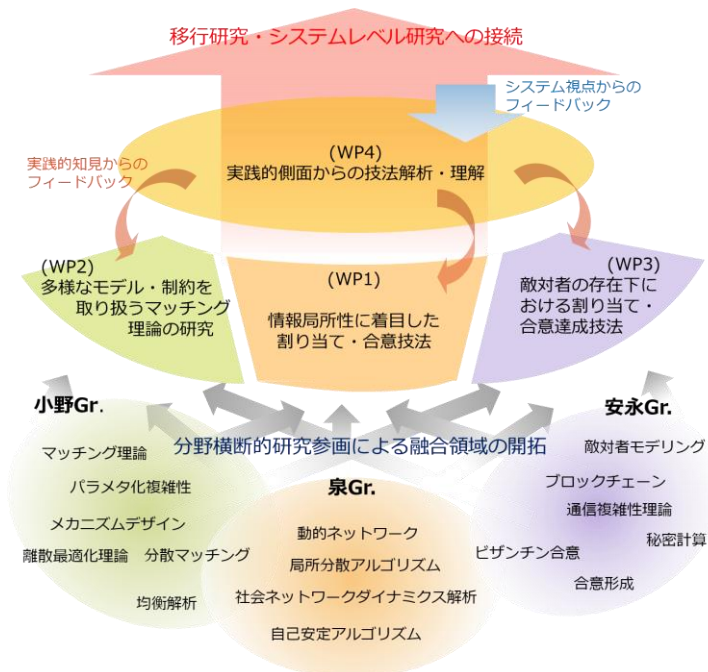 移行研究・システムレベル研究への接続
システム視点からの
フィードバック
(WP4)
実践的側面からの技法解析・理解
実践的知見からの
フィードバック
(WP2)
多様なモデル・制約を
取り扱うマッチング
理論の研究
(WP1)
情報局所性に着目した
割り当て・合意技法
(WP3)
敵対者の存在下に
おける割り当て・
合意達成技法
小野Gr.
安永Gr.
分野横断的研究参画による融合領域の開拓
マッチング理論
パラメタ化複雑性
メカニズムデザイン
離散最適化理論
分散マッチング
均衡解析
泉Gr.
動的ネットワーク
局所分散アルゴリズム
社会ネットワークダイナミクス解析
自己安定アルゴリズム
敵対者モデリング
ブロックチェーン
通信複雑性理論
秘密計算
ビザンチン合意
合意形成